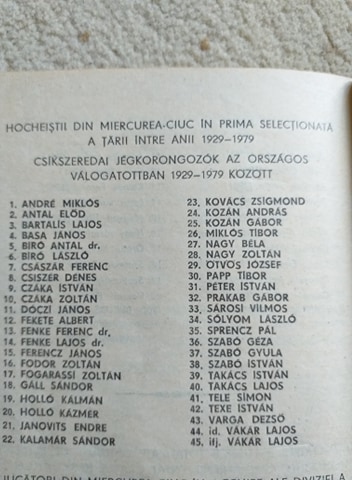 HOCHEIȘTII DIN MIERCUREA-CIUC ÎN PRIMA SELECȚIONATĂ
A ȚĂRII ÎNTRE ANII 1929-1979
CSIKSZEREDAI JÉGKORONGOZÓK AZ ORSZÁGOS
VÁLOGATOTTBAN 1929-1979 KÖZÖTT
1. ANDRÉ MIKLÓS
2. ANTAL ELŐD
3. BARTALIS LAJOS
4. BASA JÁNOS
5. BIRÓ ANTAL dr.
6. BIRÓ LÁSZLÓ
7. CSÁSZÁR FERENC
8. CSISZER DÉNES
9. CZÁKA ISTVÁN
10. CZÁKA ZOLTÁN
11. DÓCZI JÁNOS
12. FEKETE ALBERT
13. FENKE FERENC dr.
14. FENKE LAJOS dr.
15. FERENCZ JÁNOS
16. FODOR ZOLTÁN
17. FOGARASSY ZOLTÁN
18. GÁLL SÁNDOR
19. HOLLÓ KÁLMÁN
20. HOLLÓ KÁZMÉR
21. JANOVITS ENDRE
22. KALAMÁR SÁNDOR
23. KOVÁCS ZSIGMOND
24. KOZÁN ANDRÁS
25. KOZÁN GÁBOR
26. MIKLÓS TIBOR
27. NAGY BÉLA
28. NAGY ZOLTÁN
29. ÖTVÖS JÓZSEF
30. PAPP TIBOR
31. PÉTER ISTVÁN
32. PRAKAB GÁBOR
33. SÁROSI VILMOS
34. SÓLYOM LÁSZLÓ
35. SPRENCZ PÁL
36. SZABÓ GÉZA
37. SZABÓ GYULA
38. SZABÓ ISTVÁN
39. TAKÁCS ISTVÁN
40. TAKÁCS LAJOS
41. TELE SIMON
42. TEXE ISTVÁN
43. VARGA DEZSŐ
44. id. VÁKÁR LAJOS
45. ifj. VÁKÁR LAJOS